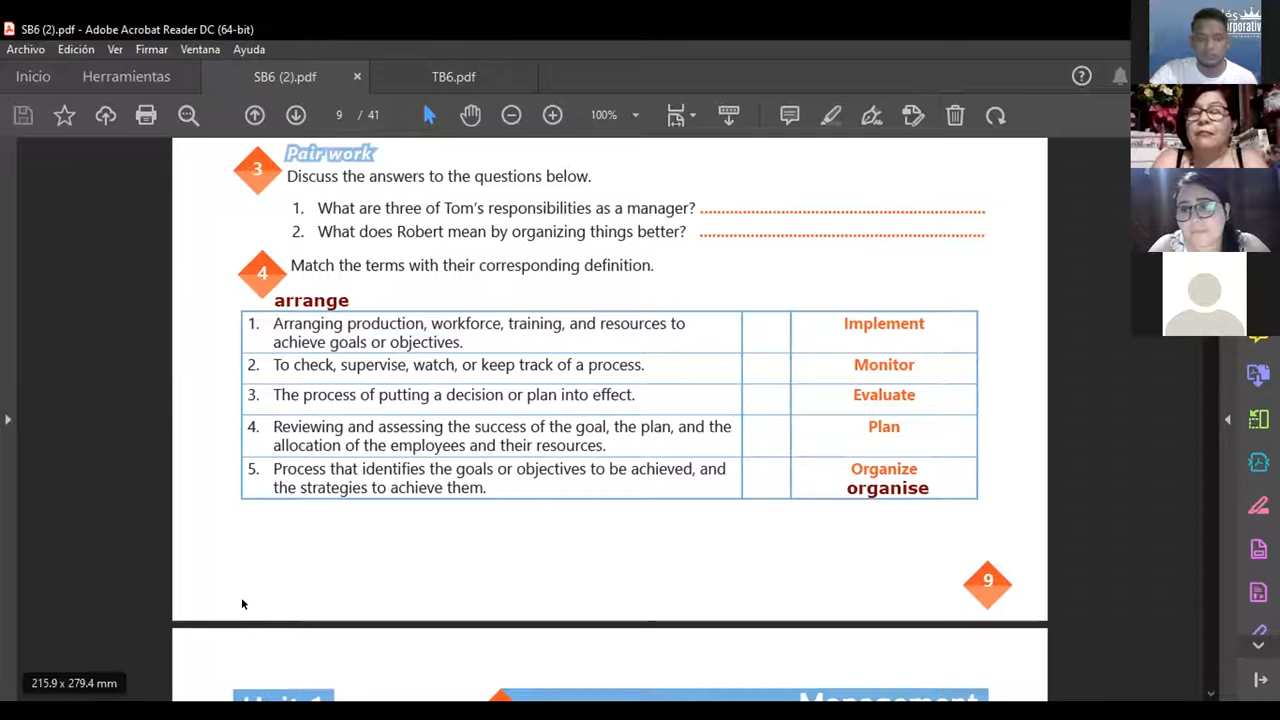 SB6 (2).pdf - Adobe Acrobat Reader DC (64-bit)
Archivo Edición Ver Firmar Ventana Ayuda
Inicio Herramientas SB6 (2).pdf × TB6.pdf
9 / 41 100%
3 Pair work
Discuss the answers to the questions below.
1. What are three of Tom's responsibilities as a manager?
2. What does Robert mean by organizing things better?
4 Match the terms with their corresponding definition.
arrange
1. Arranging production, workforce, training, and resources to achieve goals or objectives. Implement
2. To check, supervise, watch, or keep track of a process. Monitor
3. The process of putting a decision or plan into effect. Evaluate
4. Reviewing and assessing the success of the goal, the plan, and the allocation of the employees and their resources. Plan
5. Process that identifies the goals or objectives to be achieved, and the strategies to achieve them. Organize
organise
9
215.9 x 279.4 mm
Unit 1 Management